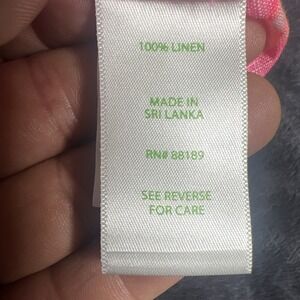 100% LINEN
MADE IN
SRI LANKA
RN# 88189
SEE REVERSE
FOR CARE